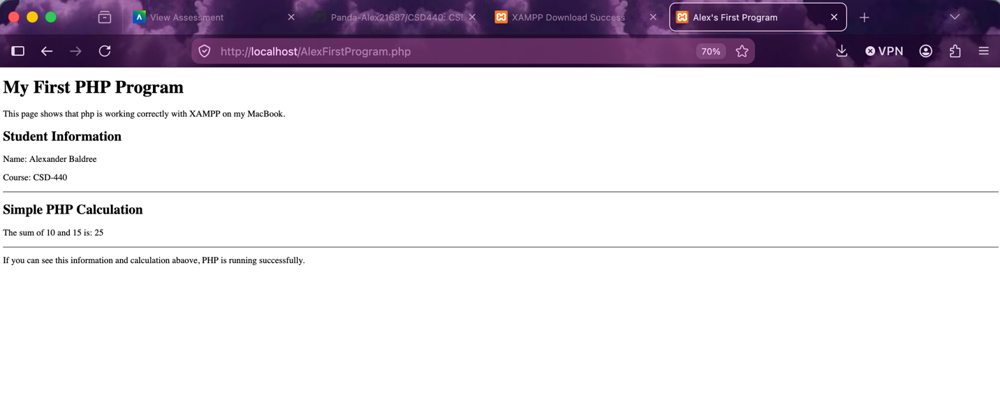 View Assessment
Panda-Alex21687/CSD440: CS
XAMPP Download Success
Alex's First Program
http://localhost/AlexFirstProgram.php
70%
VPN
My First PHP Program
This page shows that php is working correctly with XAMPP on my MacBook.
Student Information
Name: Alexander Baldree
Course: CSD-440
Simple PHP Calculation
The sum of 10 and 15 is: 25
If you can see this information and calculation abaove, PHP is running successfully.